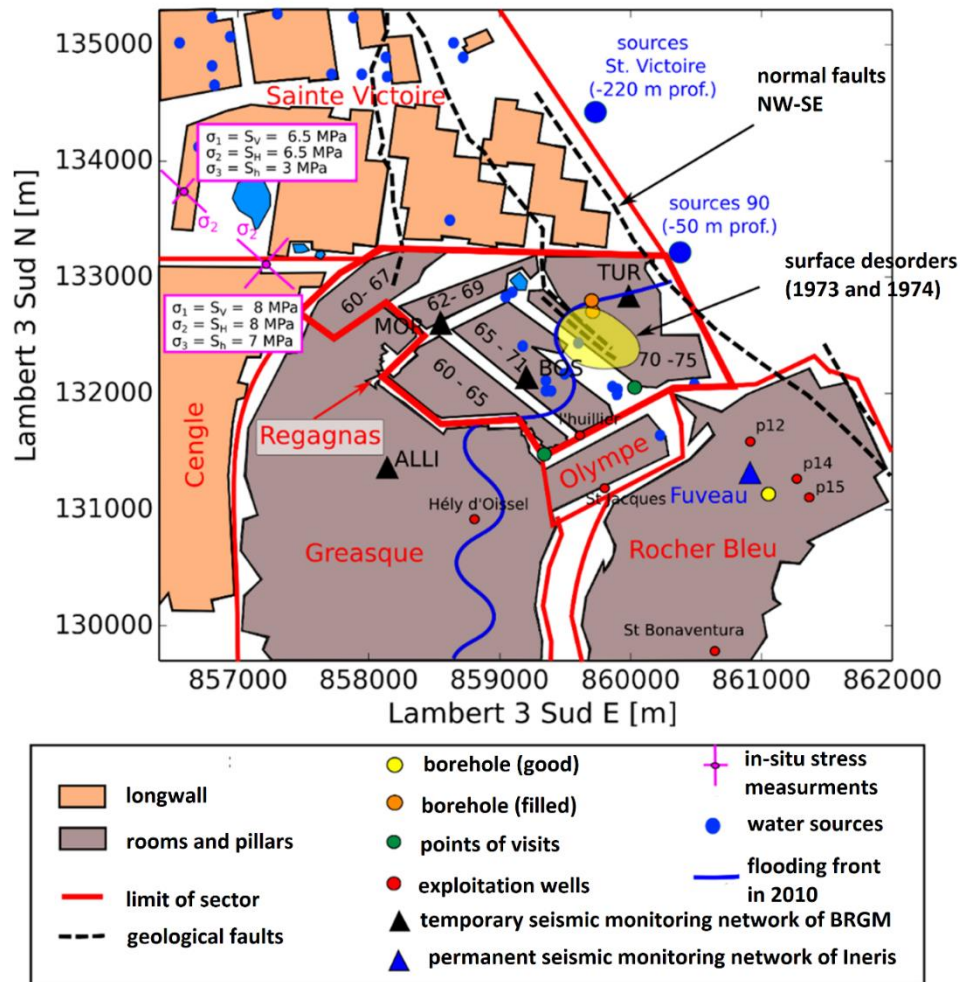 135000
134000
133000
132000
131000
130000
Lambert 3 Sud N [m]
857000 858000 859000 860000 861000 862000
Lambert 3 Sud E [m]
sources
St. Victoire
(-220 m prof.)
normal faults
NW-SE
Sainte Victoire
σ1 = SV = 6.5 MPa
σ2 = SH = 6.5 MPa
σ3 = Sh = 3 MPa
σ2
σ2
sources 90
(-50 m prof.)
surface desorders
(1973 and 1974)
σ1 = SV = 8 MPa
σ2 = SH = 8 MPa
σ3 = Sh = 7 MPa
60- 67
62- 69
TUR
MOR
65 - 71
BOS
70 -75
60 - 65
Cengle
Regagnas
l'huillier
p12
ALLI
Olympe
p14
p15
Fuveau
St Jacques
Hély d'Oissel
Greasque
Rocher Bleu
St Bonaventura
longwall
rooms and pillars
limit of sector
geological faults
borehole (good)
borehole (filled)
points of visits
exploitation wells
temporary seismic monitoring network of BRGM
permanent seismic monitoring network of Ineris
in-situ stress
measurments
water sources
flooding front
in 2010